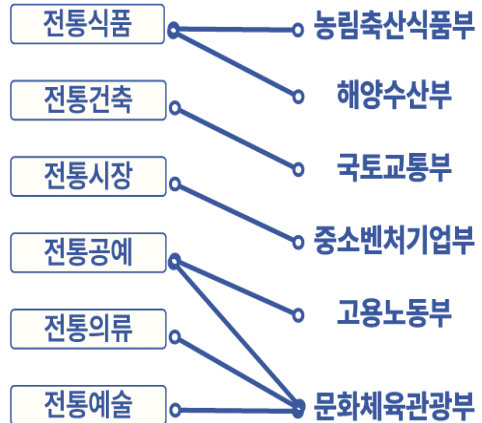 전통식품
농림축산식품부
해양수산부
전통건축
국토교통부
전통시장
중소벤처기업부
전통공예
고용노동부
전통의류
전통예술
문화체육관광부